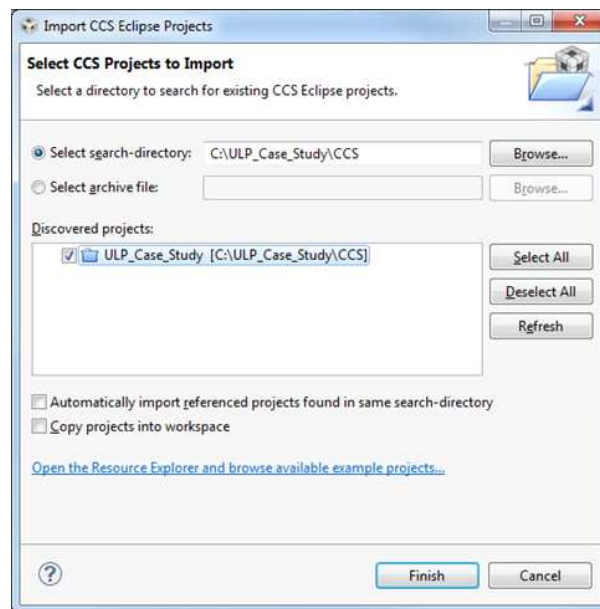 Import CCS Eclipse Projects
Select CCS Projects to Import
Select a directory to search for existing CCS Eclipse projects.
Select search-directory: C:\ULP_Case_Study\CCS Browse...
Select archive file: Browse...
Discovered projects:
ULP_Case_Study [C:\ULP_Case_Study\CCS]
Select All
Deselect All
Refresh
Automatically import referenced projects found in same search-directory
Copy projects into workspace
Open the Resource Explorer and browse available example projects...
? Finish Cancel